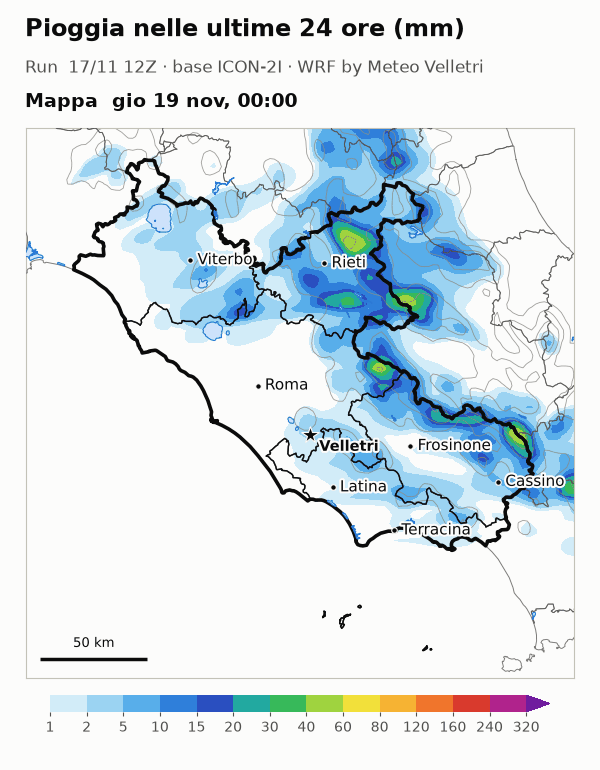 Pioggia nelle ultime 24 ore (mm)
Run  17/11 12Z · base ICON-2I · WRF by Meteo Velletri
Mappa  gio 19 nov, 00:00
Viterbo
Rieti
Roma
Velletri
Frosinone
Cassino
Latina
Terracina
50 km
1 2 5 10 15 20 30 40 60 80 120 160 240 320